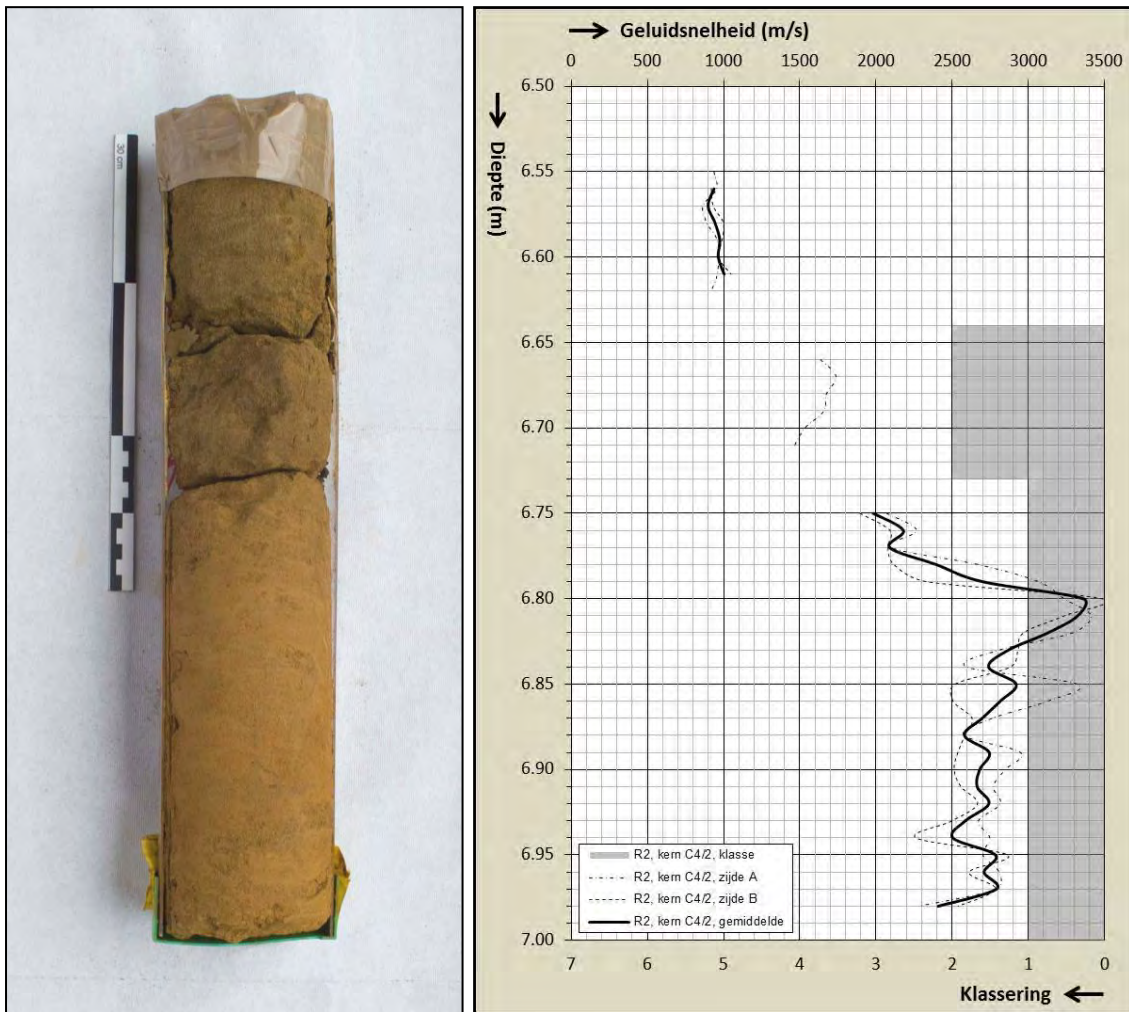 30 cm
Geluidsnelheid (m/s)
0 500 1000 1500 2000 2500 3000 3500
Diepte (m)
6.50
6.55
6.60
6.65
6.70
6.75
6.80
6.85
6.90
6.95
7.00
R2, kern C4/2, klasse
R2, kern C4/2, zijde A
R2, kern C4/2, zijde B
R2, kern C4/2, gemiddelde
7 6 5 4 3 2 1 0
Klassering